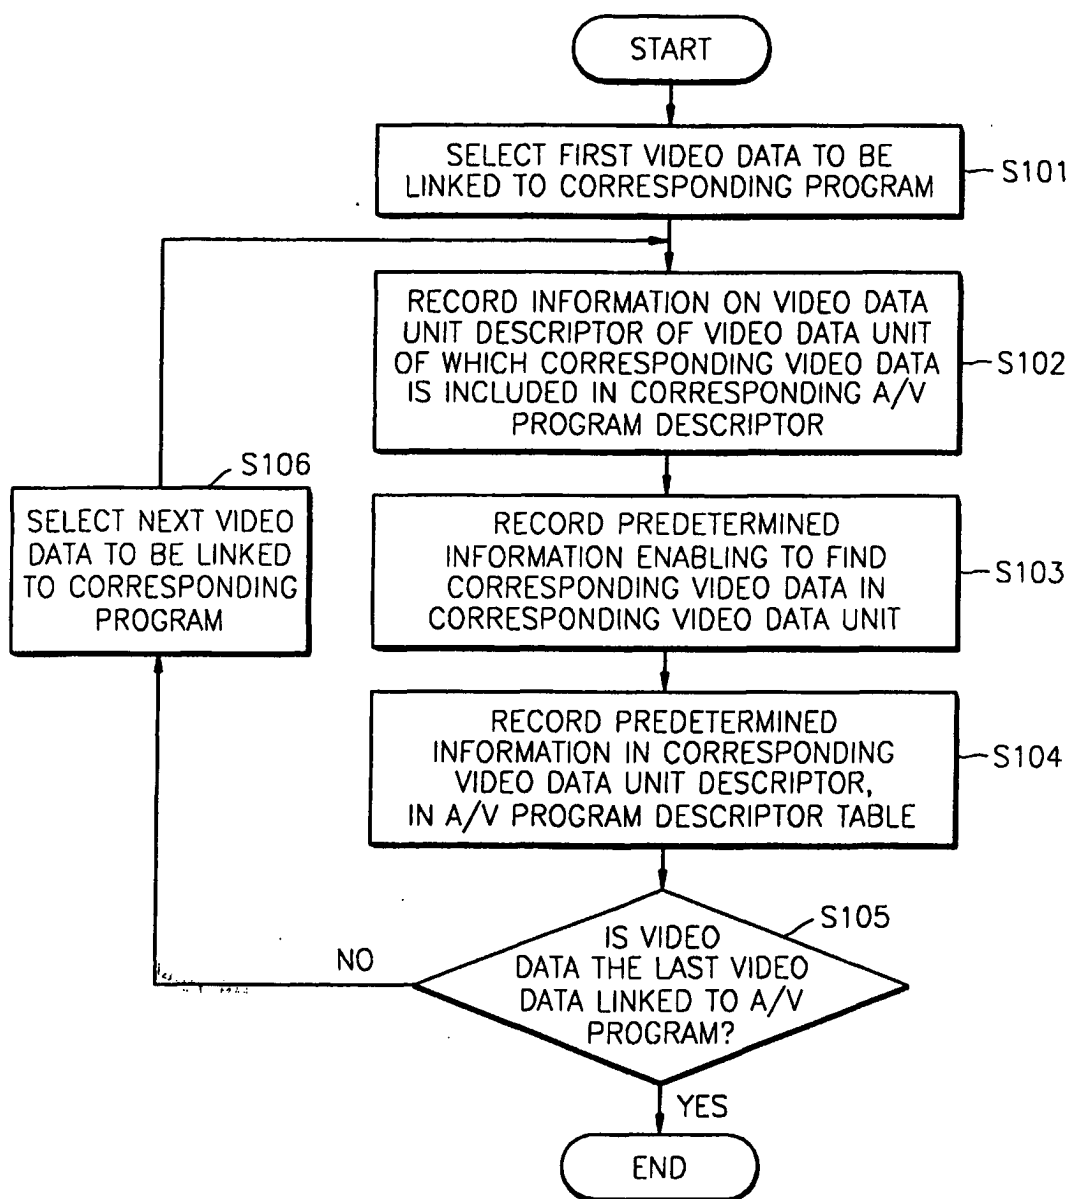 START
SELECT FIRST VIDEO DATA TO BE
LINKED TO CORRESPONDING PROGRAM
S101
RECORD INFORMATION ON VIDEO DATA
UNIT DESCRIPTOR OF VIDEO DATA UNIT
OF WHICH CORRESPONDING VIDEO DATA
IS INCLUDED IN CORRESPONDING A/V
PROGRAM DESCRIPTOR
S102
S106
SELECT NEXT VIDEO
DATA TO BE LINKED
TO CORRESPONDING
PROGRAM
RECORD PREDETERMINED
INFORMATION ENABLING TO FIND
CORRESPONDING VIDEO DATA IN
CORRESPONDING VIDEO DATA UNIT
S103
RECORD PREDETERMINED
INFORMATION IN CORRESPONDING
VIDEO DATA UNIT DESCRIPTOR,
IN A/V PROGRAM DESCRIPTOR TABLE
S104
S105
IS VIDEO
DATA THE LAST VIDEO
DATA LINKED TO A/V
PROGRAM?
NO
YES
END